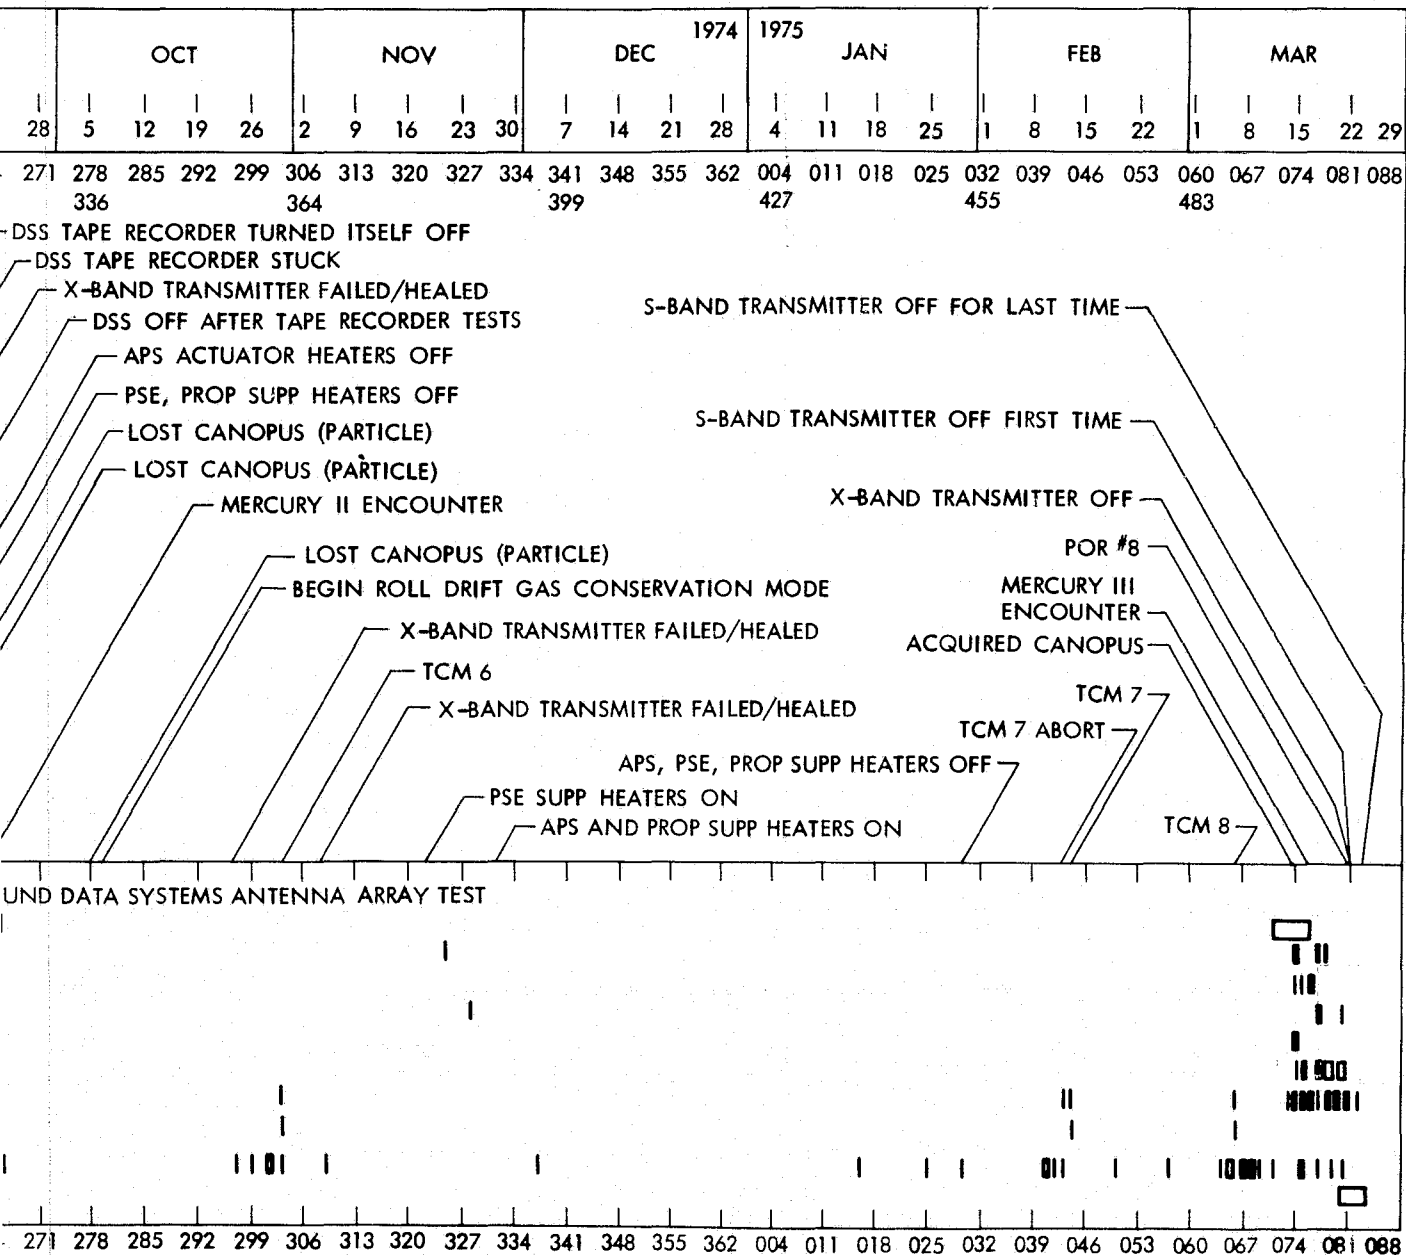 1974 1975
OCT NOV DEC JAN FEB MAR
28 5 12 19 26 2 9 16 23 30 7 14 21 28 4 11 18 25 1 8 15 22 1 8 15 22 29
271 278 285 292 299 306 313 320 327 334 341 348 355 362 004 011 018 025 032 039 046 053 060 067 074 081 088
336 364 399 427 455 483
DSS TAPE RECORDER TURNED ITSELF OFF
DSS TAPE RECORDER STUCK
X-BAND TRANSMITTER FAILED/HEALED
S-BAND TRANSMITTER OFF FOR LAST TIME
DSS OFF AFTER TAPE RECORDER TESTS
APS ACTUATOR HEATERS OFF
PSE, PROP SUPP HEATERS OFF
S-BAND TRANSMITTER OFF FIRST TIME
LOST CANOPUS (PARTICLE)
LOST CANOPUS (PARTICLE)
X-BAND TRANSMITTER OFF
MERCURY II ENCOUNTER
POR #8
LOST CANOPUS (PARTICLE)
MERCURY III
ENCOUNTER
BEGIN ROLL DRIFT GAS CONSERVATION MODE
X-BAND TRANSMITTER FAILED/HEALED
ACQUIRED CANOPUS
TCM 6
TCM 7
X-BAND TRANSMITTER FAILED/HEALED
TCM 7 ABORT
APS, PSE, PROP SUPP HEATERS OFF
PSE SUPP HEATERS ON
APS AND PROP SUPP HEATERS ON
TCM 8
UND DATA SYSTEMS ANTENNA ARRAY TEST
271 278 285 292 299 306 313 320 327 334 341 348 355 362 004 011 018 025 032 039 046 053 060 067 074 081 088